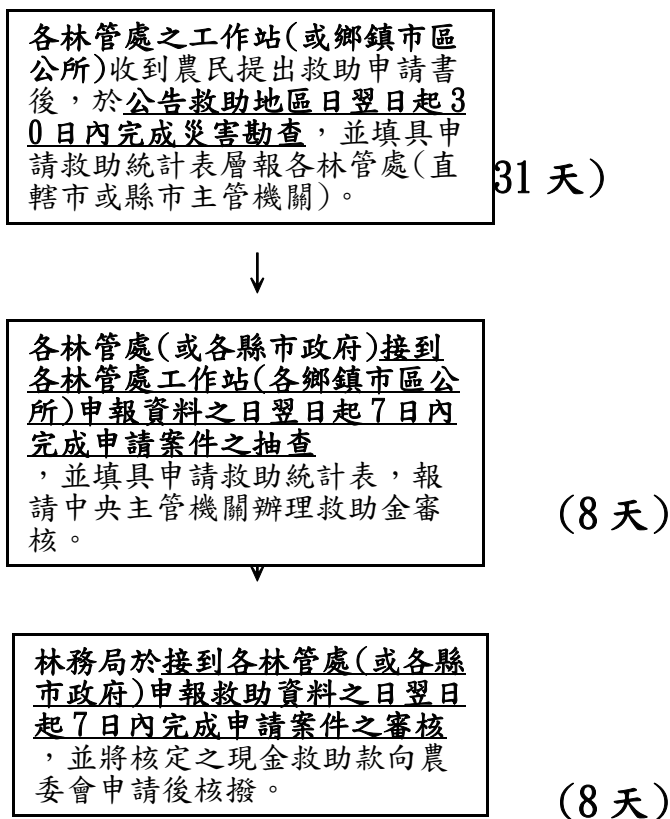 各林管處之工作站(或鄉鎮市區
公所)收到農民提出救助申請書
後，於公告救助地區日翌日起3
0日內完成災害勘查，並填具申
請救助統計表層報各林管處(直
轄市或縣市主管機關)。
31天)
各林管處(或各縣市政府)接到
各林管處工作站(各鄉鎮市區公
所)申報資料之日翌日起7日內
完成申請案件之抽查
，並填具申請救助統計表，報
請中央主管機關辦理救助金審
核。
(8天)
林務局於接到各林管處(或各縣
市政府)申報救助資料之日翌日
起7日內完成申請案件之審核
，並將核定之現金救助款向農
委會申請後核撥。
(8天)